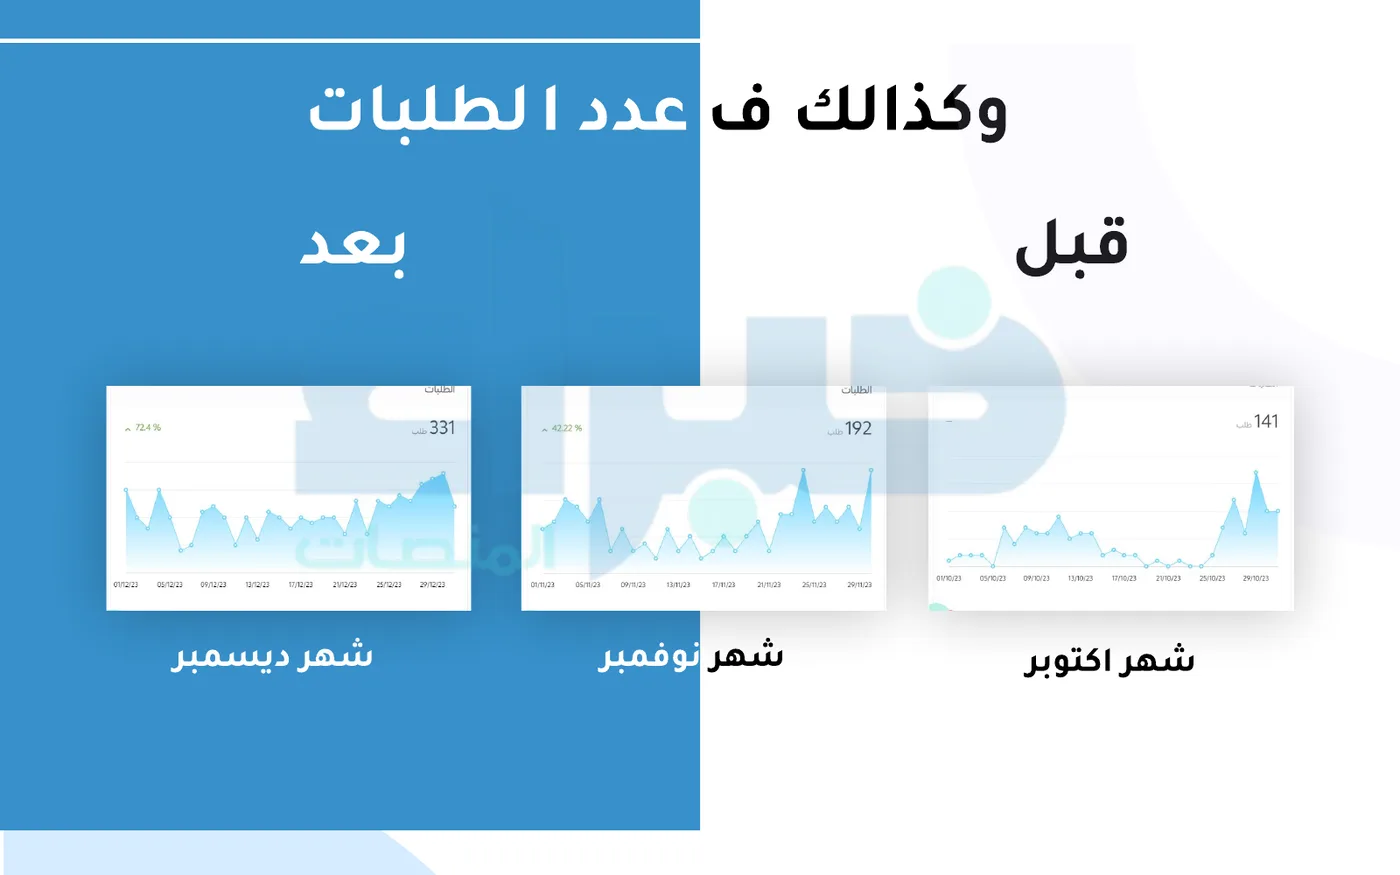 وكذالك ف عدد الطلبات
قبل
بعد
141 طلب
01/10/23 05/10/23 09/10/23 13/10/23 17/10/23 21/10/23 25/10/23 29/10/23
شهر اكتوبر
الطلبات
192 طلب
42.22 %
01/11/23 05/11/23 09/11/23 13/11/23 17/11/23 21/11/23 25/11/23 29/11/23
شهر نوفمبر
الطلبات
331 طلب
72.4 %
01/12/23 05/12/23 09/12/23 13/12/23 17/12/23 21/12/23 25/12/23 29/12/23
شهر ديسمبر
خبراء
المنصات